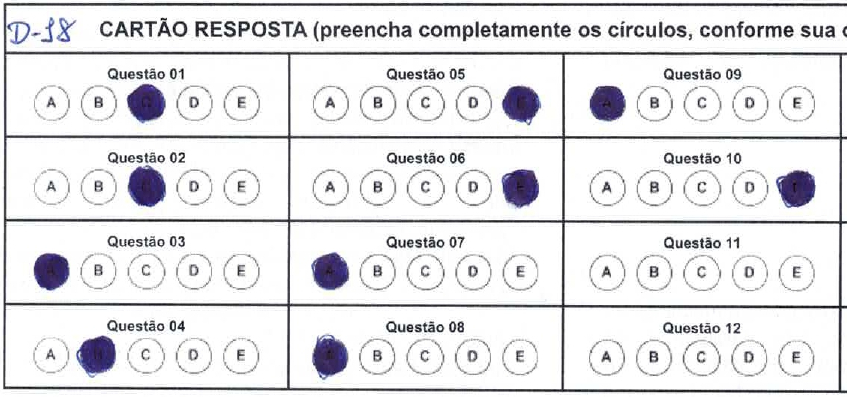 D-18 CARTÃO RESPOSTA (preencha completamente os círculos, conforme sua
Questão 01 Questão 05 Questão 09
A B C D E A B C D E A B C D E
Questão 02 Questão 06 Questão 10
A B C D E A B C D E A B C D E
Questão 03 Questão 07 Questão 11
A B C D E A B C D E A B C D E
Questão 04 Questão 08 Questão 12
A B C D E A B C D E A B C D E